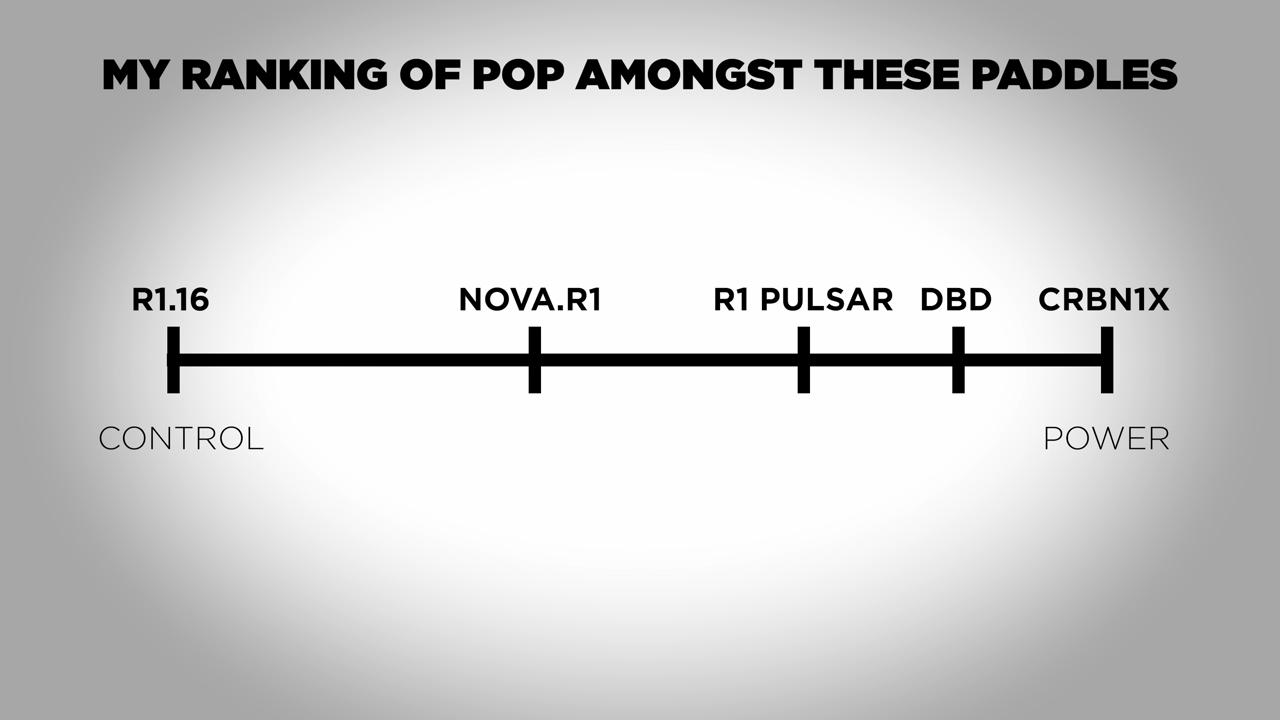 MY RANKING OF POP AMONGST THESE PADDLES
R1.16 NOVA.R1 R1 PULSAR DBD CRBN1X
CONTROL POWER